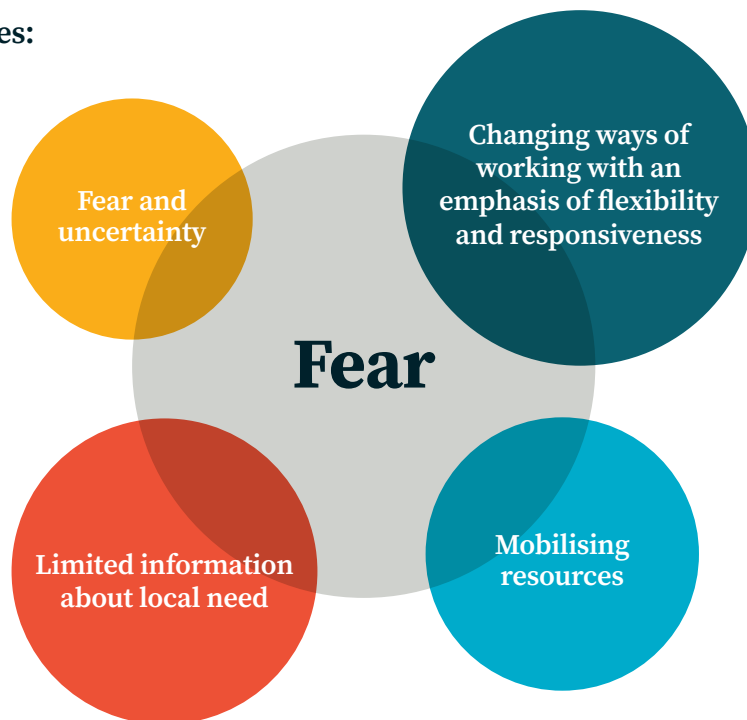 es:
Changing ways of
working with an
emphasis of flexibility
and responsiveness
Fear and
uncertainty
Fear
Limited information
about local need
Mobilising
resources